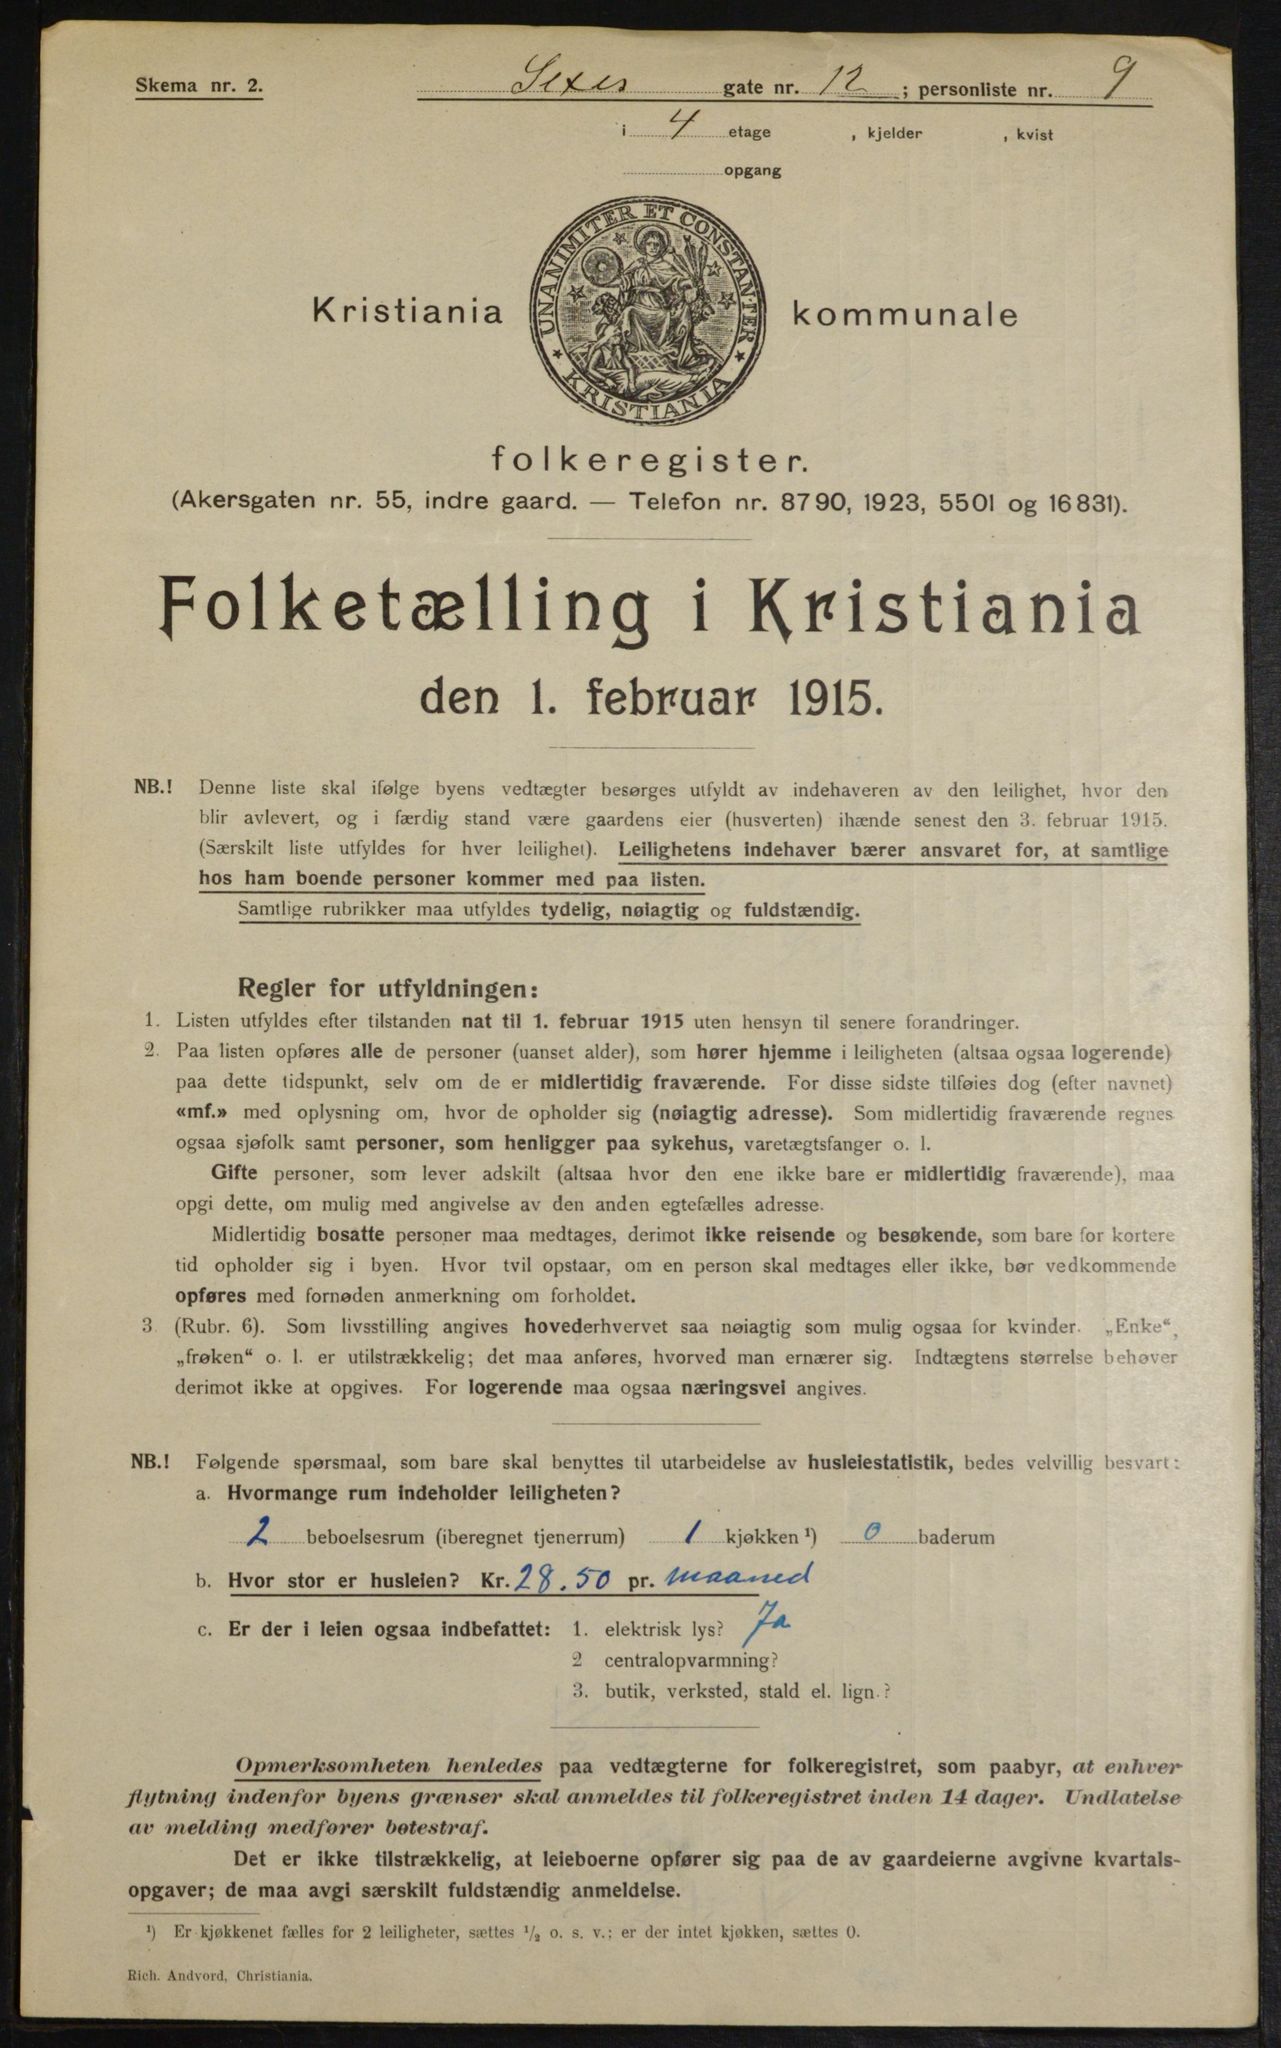 Skema nr. 2. Sexes gate nr. 12 ; personliste nr. 9
i 4 etage , kjelder , kvist
opgang
UNANIMITER ET CONSTANTER
KRISTIANIA
Kristiania kommunale
folkeregister.
(Akersgaten nr. 55, indre gaard. — Telefon nr. 8790, 1923, 5501 og 16831).
Folketælling i Kristiania
den 1. februar 1915.
NB.! Denne liste skal ifølge byens vedtægter besørges utfyldt av indehaveren av den leilighet, hvor den
blir avlevert, og i færdig stand være gaardens eier (husverten) ihænde senest den 3. februar 1915.
(Særskilt liste utfyldes for hver leilighet). Leilighetens indehaver bærer ansvaret for, at samtlige
hos ham boende personer kommer med paa listen.
Samtlige rubrikker maa utfyldes tydelig, nøiagtig og fuldstændig.
Regler for utfyldningen:
1. Listen utfyldes efter tilstanden nat til 1. februar 1915 uten hensyn til senere forandringer.
2. Paa listen opføres alle de personer (uanset alder), som hører hjemme i leiligheten (altsaa ogsaa logerende)
paa dette tidspunkt, selv om de er midlertidig fraværende. For disse sidste tilføies dog (efter navnet)
«mf.» med oplysning om, hvor de opholder sig (nøiagtig adresse). Som midlertidig fraværende regnes
ogsaa sjøfolk samt personer, som henligger paa sykehus, varetægtsfanger o. l.
Gifte personer, som lever adskilt (altsaa hvor den ene ikke bare er midlertidig fraværende), maa
opgi dette, om mulig med angivelse av den anden egtefælles adresse.
Midlertidig bosatte personer maa medtages, derimot ikke reisende og besøkende, som bare for kortere
tid opholder sig i byen. Hvor tvil opstaar, om en person skal medtages eller ikke, bør vedkommende
opføres med fornøden anmerkning om forholdet.
3. (Rubr. 6). Som livsstilling angives hovederhvervet saa nøiagtig som mulig ogsaa for kvinder. „Enke“,
„frøken“ o. l. er utilstrækkelig; det maa anføres, hvorved man ernærer sig. Indtægtens størrelse behøver
derimot ikke at opgives. For logerende maa ogsaa næringsvei angives.
NB.! Følgende spørsmaal, som bare skal benyttes til utarbeidelse av husleiestatistik, bedes velvillig besvart:
a. Hvormange rum indeholder leiligheten?
2 beboelsesrum (iberegnet tjenerrum) 1 kjøkken ¹) 0 baderum
b. Hvor stor er husleien? Kr. 28.50 pr. maaned
c. Er der i leien ogsaa indbefattet: 1. elektrisk lys? Ja
2 centralopvarmning?
3. butik, verksted, stald el. lign.?
Opmerksomheten henledes paa vedtægterne for folkeregistret, som paabyr, at enhver
flytning indenfor byens grænser skal anmeldes til folkeregistret inden 14 dager. Undlatelse
av melding medfører bøtestraf.
Det er ikke tilstrækkelig, at leieboerne opfører sig paa de av gaardeierne avgivne kvartals-
opgaver; de maa avgi særskilt fuldstændig anmeldelse.
¹) Er kjøkkenet fælles for 2 leiligheter, sættes ½ o. s. v.; er der intet kjøkken, sættes 0.
Rich. Andvord, Christiania.